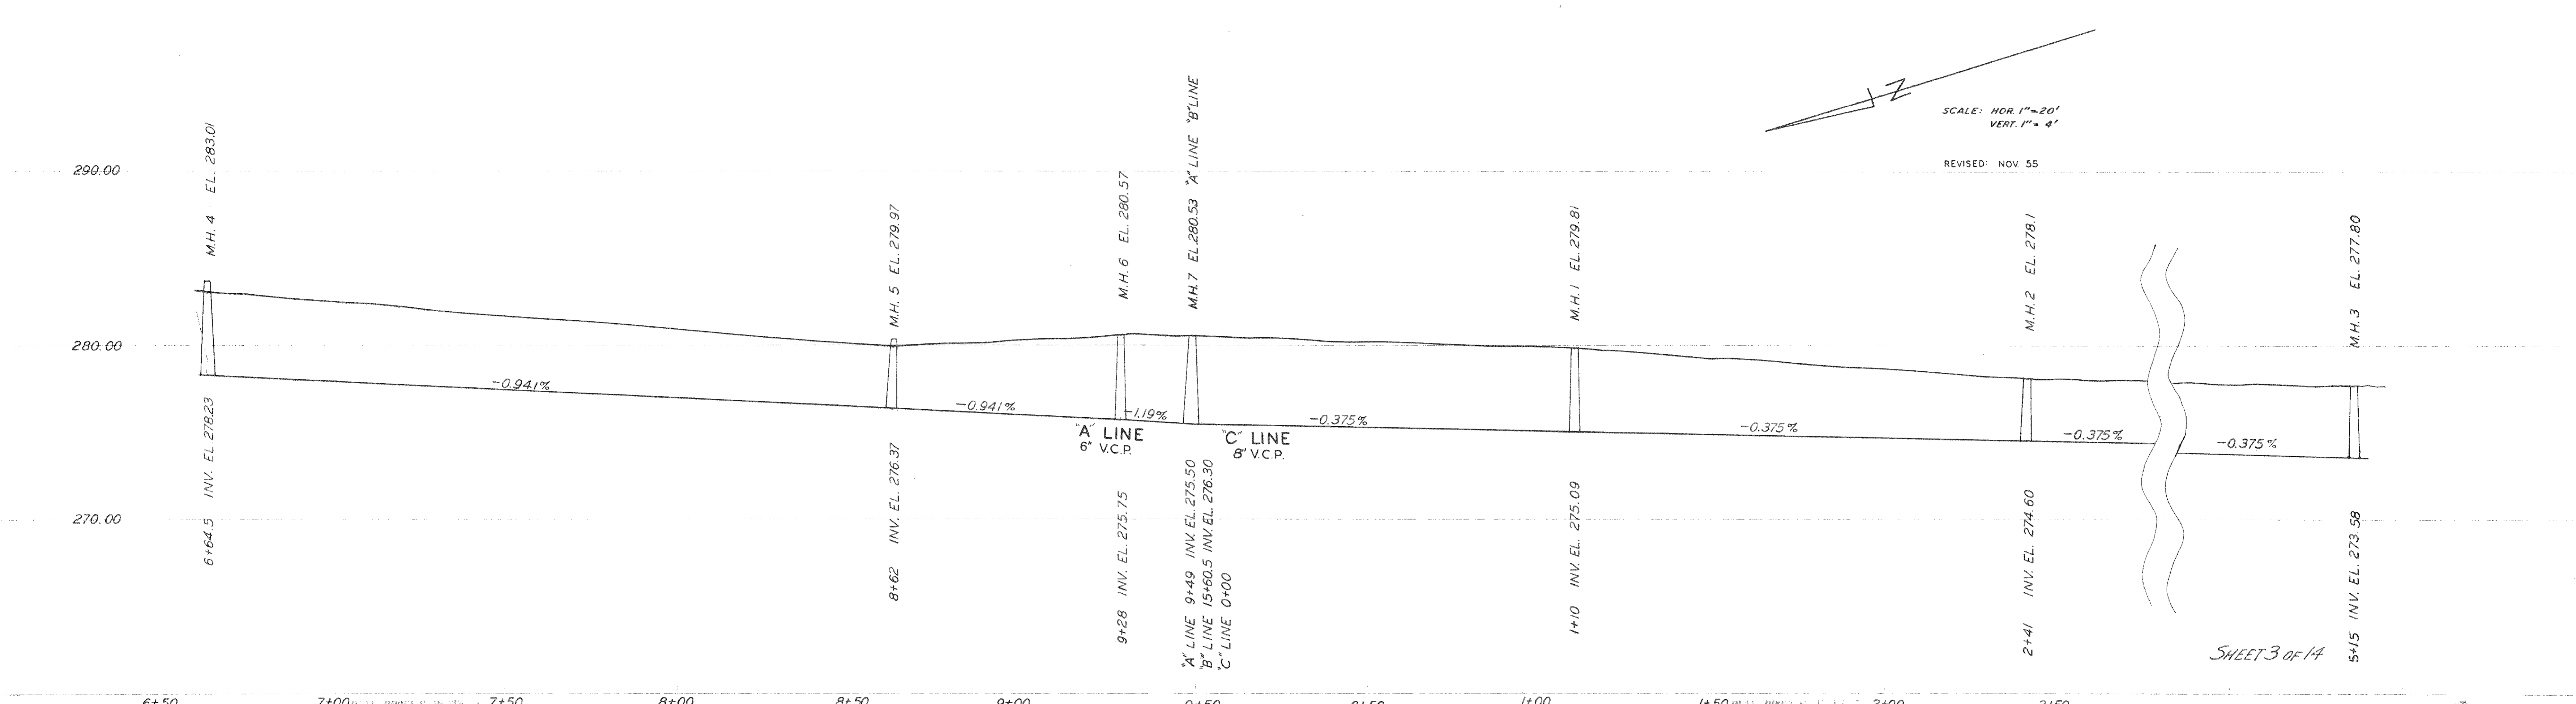 SCALE: HOR. 1"=20'
VERT. 1"= 4'
REVISED: NOV. 55
290.00
280.00
270.00
M.H. 4 EL. 283.01
M.H. 5 EL. 279.97
M.H. 6 EL. 280.57
M.H. 7 EL. 280.53 "A" LINE "B" LINE
M.H. 1 EL. 279.81
M.H. 2 EL. 278.1
M.H. 3 EL. 277.80
-0.941%
-0.941%
-1.19%
-0.375%
-0.375%
-0.375%
-0.375%
"A" LINE
6" V.C.P.
"C" LINE
8" V.C.P.
6+64.5 INV. EL. 278.23
8+62 INV. EL. 276.37
9+28 INV. EL. 275.75
"A" LINE 9+49 INV. EL. 275.50
"B" LINE 15+60.5 INV. EL. 276.30
"C" LINE 0+00
1+10 INV. EL. 275.09
2+41 INV. EL. 274.60
5+15 INV. EL. 273.58
SHEET 3 OF 14
6+50 7+00 7+50 8+00 8+50 9+00 0+50 1+00 1+50 2+50